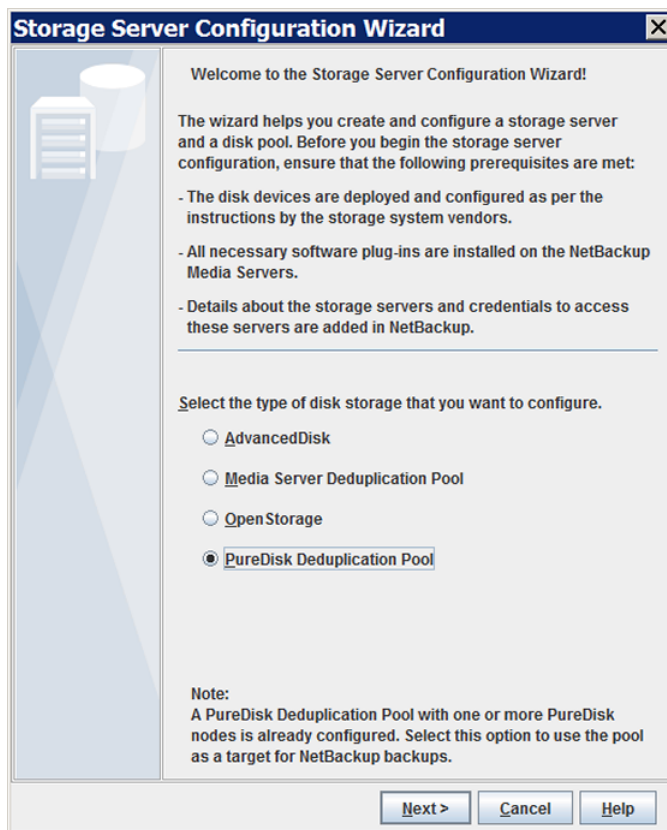 Storage Server Configuration Wizard
Welcome to the Storage Server Configuration Wizard!
The wizard helps you create and configure a storage server
and a disk pool. Before you begin the storage server
configuration, ensure that the following prerequisites are met:
- The disk devices are deployed and configured as per the
instructions by the storage system vendors.
- All necessary software plug-ins are installed on the NetBackup
Media Servers.
- Details about the storage servers and credentials to access
these servers are added in NetBackup.
Select the type of disk storage that you want to configure.
AdvancedDisk
Media Server Deduplication Pool
OpenStorage
PureDisk Deduplication Pool
Note:
A PureDisk Deduplication Pool with one or more PureDisk
nodes is already configured. Select this option to use the pool
as a target for NetBackup backups.
Next > Cancel Help